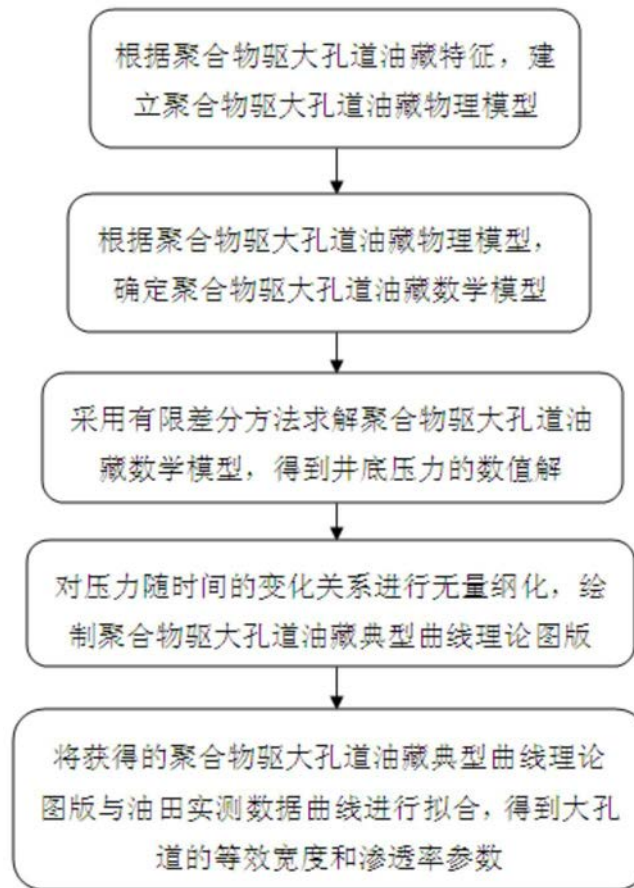 根据聚合物驱大孔道油藏特征，建
立聚合物驱大孔道油藏物理模型
根据聚合物驱大孔道油藏物理模型，
确定聚合物驱大孔道油藏数学模型
采用有限差分方法求解聚合物驱大孔道油
藏数学模型，得到井底压力的数值解
对压力随时间的变化关系进行无量纲化，绘
制聚合物驱大孔道油藏典型曲线理论图版
将获得的聚合物驱大孔道油藏典型曲线理论
图版与油田实测数据曲线进行拟合，得到大孔
道的等效宽度和渗透率参数